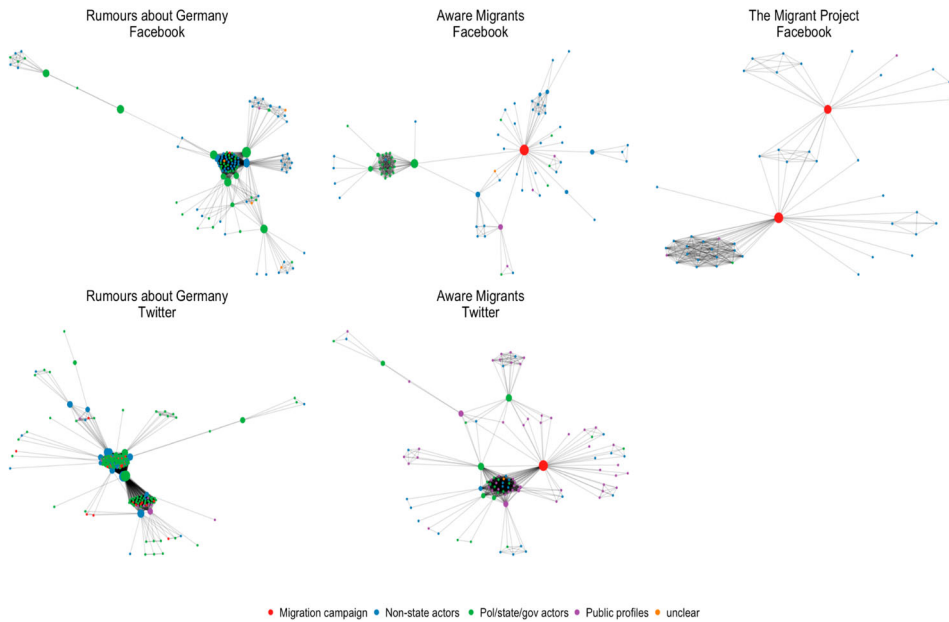 Rumours about Germany
Facebook
Aware Migrants
Facebook
The Migrant Project
Facebook
Rumours about Germany
Twitter
Aware Migrants
Twitter
Migration campaign Non-state actors Pol/state/gov actors Public profiles unclear